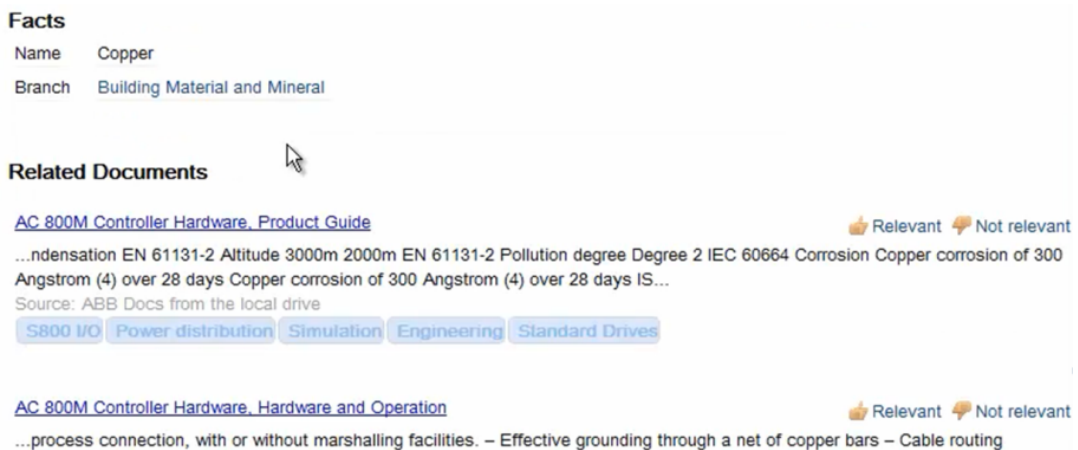 Facts
Name Copper
Branch Building Material and Mineral
Related Documents
AC 800M Controller Hardware, Product Guide Relevant Not relevant
...ndensation EN 61131-2 Altitude 3000m 2000m EN 61131-2 Pollution degree Degree 2 IEC 60664 Corrosion Copper corrosion of 300
Angstrom (4) over 28 days Copper corrosion of 300 Angstrom (4) over 28 days IS...
Source: ABB Docs from the local drive
S800 I/O Power distribution Simulation Engineering Standard Drives
AC 800M Controller Hardware, Hardware and Operation Relevant Not relevant
...process connection, with or without marshalling facilities. – Effective grounding through a net of copper bars – Cable routing